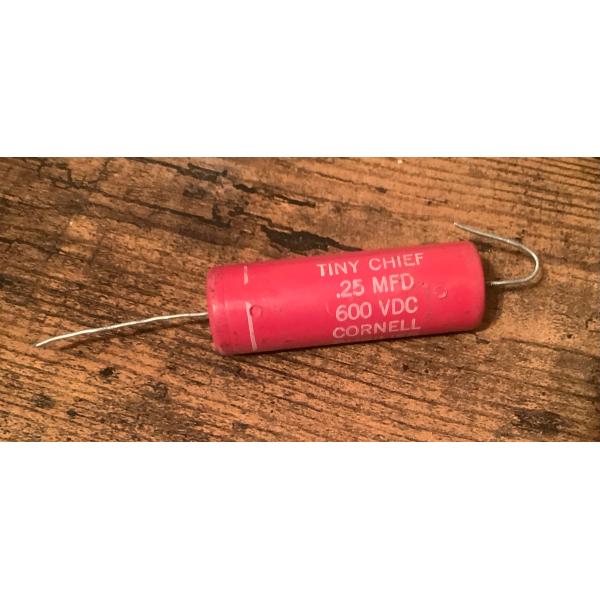 TINY CHIEF
.25 MFD
600 VDC
CORNELL